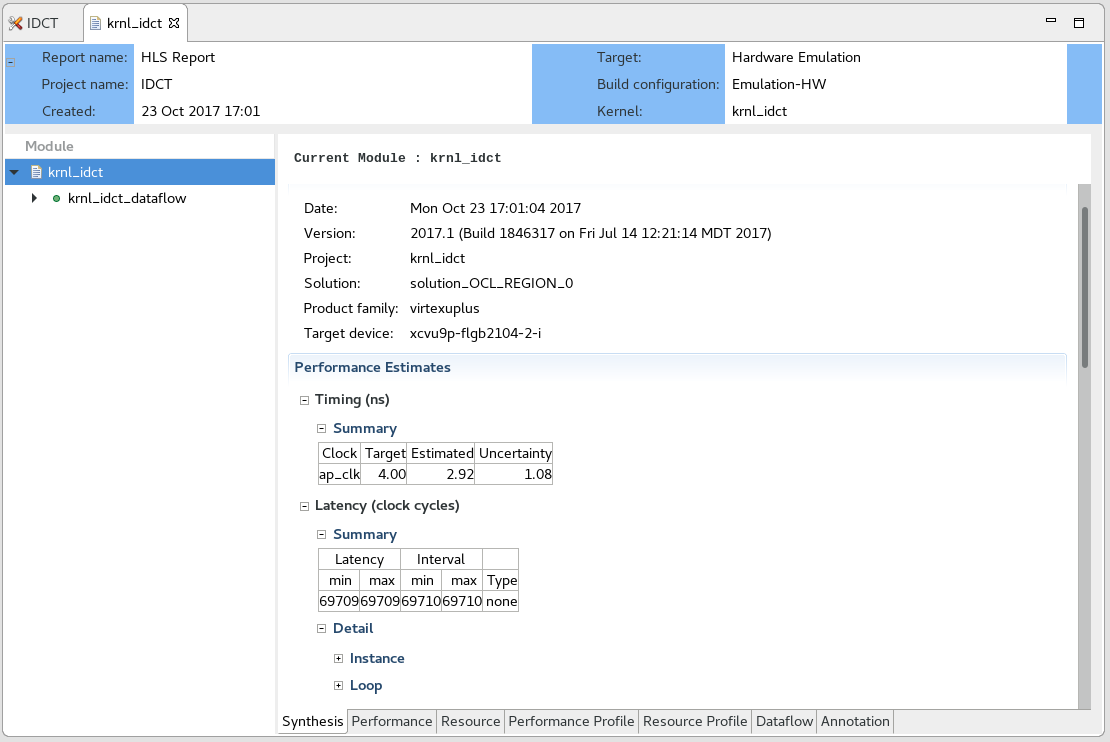 IDCT krnl_idct
Report name: HLS Report Target: Hardware Emulation
Project name: IDCT Build configuration: Emulation-HW
Created: 23 Oct 2017 17:01 Kernel: krnl_idct
Module
krnl_idct
krnl_idct_dataflow
Current Module : krnl_idct
Date: Mon Oct 23 17:01:04 2017
Version: 2017.1 (Build 1846317 on Fri Jul 14 12:21:14 MDT 2017)
Project: krnl_idct
Solution: solution_OCL_REGION_0
Product family: virtexuplus
Target device: xcvu9p-flgb2104-2-i
Performance Estimates
Timing (ns)
Summary
Clock Target Estimated Uncertainty
ap_clk 4.00 2.92 1.08
Latency (clock cycles)
Summary
Latency Interval
min max min max Type
69709 69709 69710 69710 none
Detail
Instance
Loop
Synthesis Performance Resource Performance Profile Resource Profile Dataflow Annotation